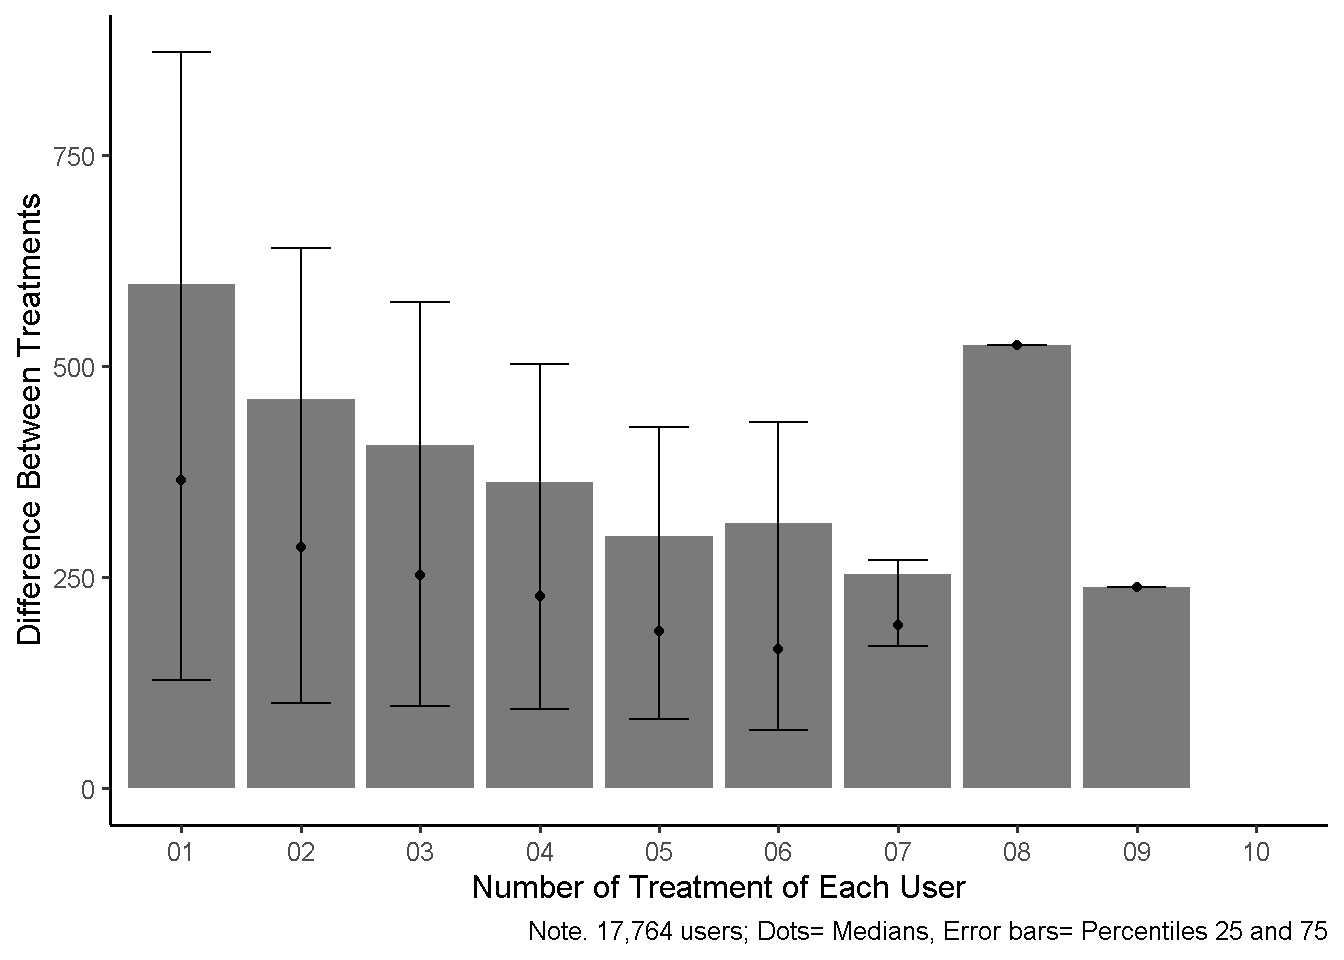 Difference Between Treatments
750
500
250
0
01 02 03 04 05 06 07 08 09 10
Number of Treatment of Each User
Note. 17,764 users; Dots= Medians, Error bars= Percentiles 25 and 75